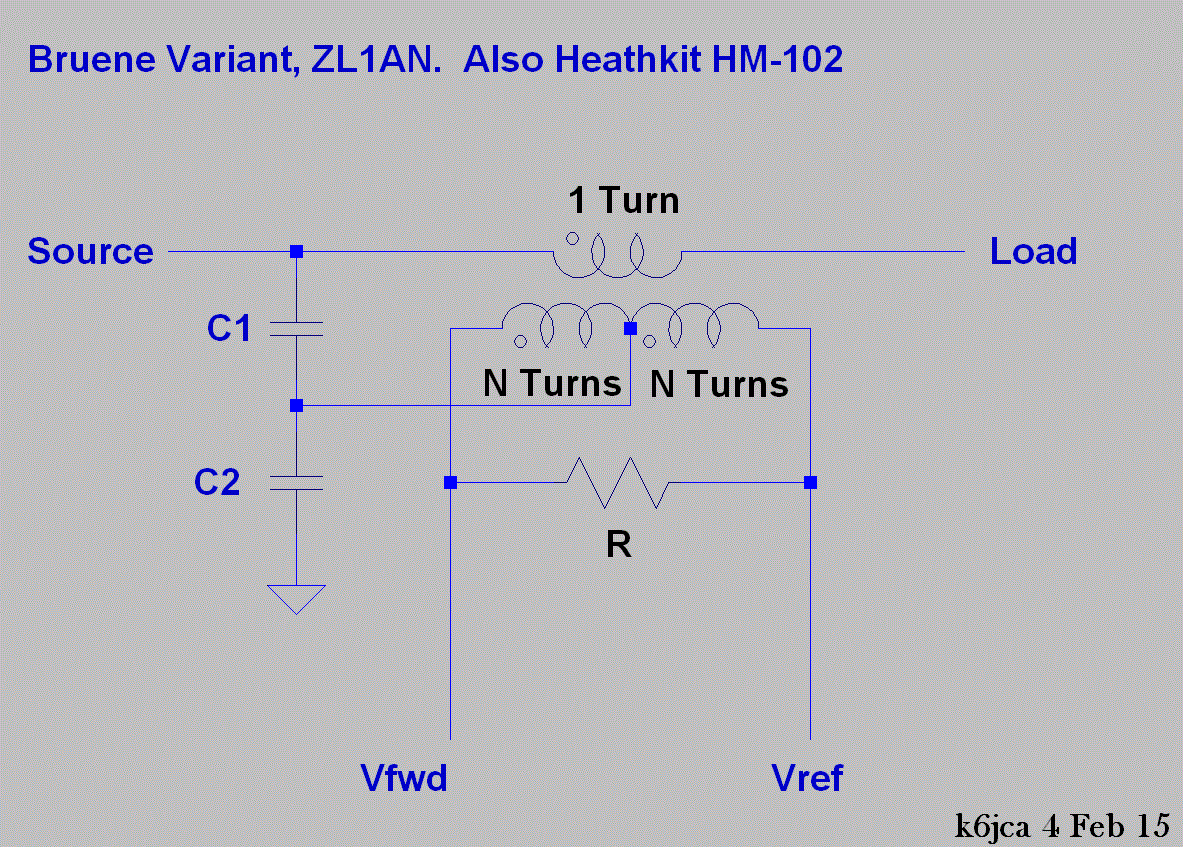 Bruene Variant, ZL1AN.  Also Heathkit HM-102
1 Turn
Source
Load
C1
N Turns
N Turns
C2
R
Vfwd
Vref
k6jca 4 Feb 15